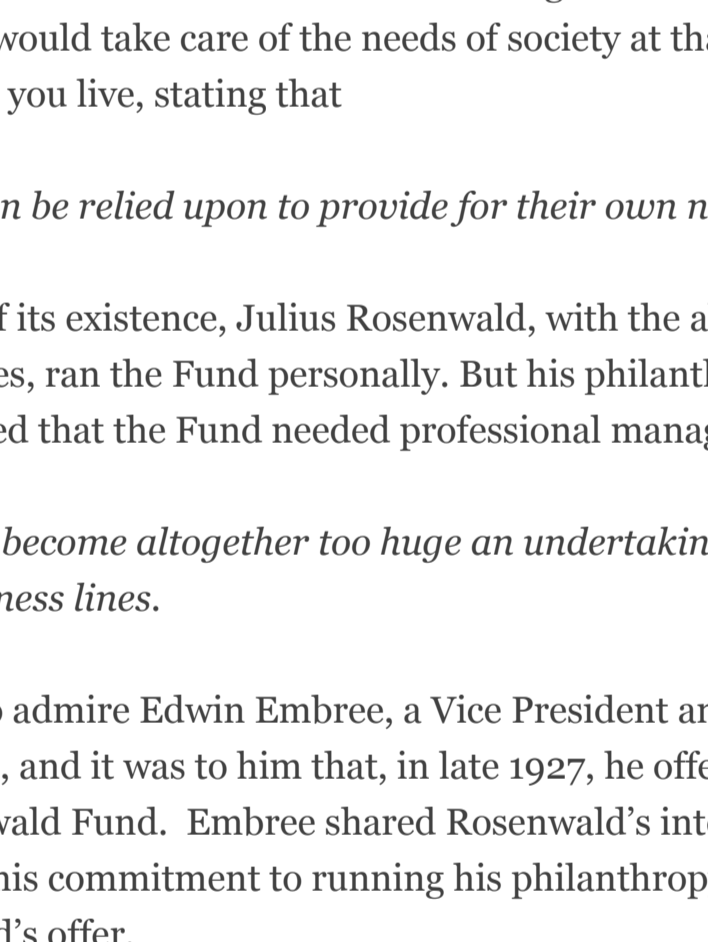 would take care of the needs of society at th
you live, stating that
n be relied upon to provide for their own n
f its existence, Julius Rosenwald, with the a
es, ran the Fund personally. But his philant
ed that the Fund needed professional mana
become altogether too huge an undertakin
ness lines.
admire Edwin Embree, a Vice President an
, and it was to him that, in late 1927, he offe
wald Fund.  Embree shared Rosenwald’s int
his commitment to running his philanthrop
d’s offer.